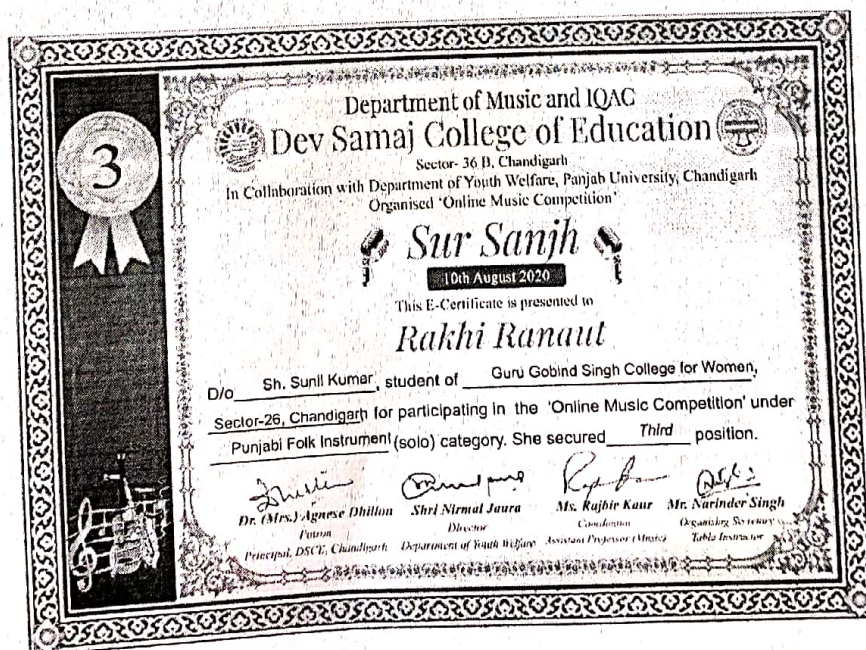 3
Department of Music and IQAC
Dev Samaj College of Education
Sector- 36 B, Chandigarh
In Collaboration with Department of Youth Welfare, Panjab University, Chandigarh
Organised 'Online Music Competition'
Sur Sanjh
10th August 2020
This E-Certificate is presented to
Rakhi Ranaut
D/o Sh. Sunil Kumar, student of Guru Gobind Singh College for Women,
Sector-26, Chandigarh for participating in the 'Online Music Competition' under
Punjabi Folk Instrument (solo) category. She secured Third position.
Dr. (Mrs.) Agnese Dhillon Shri Nirmal Jaura Ms. Rajbir Kaur Mr. Narinder Singh
Patron Director Coordinator Organising Secretary
Principal, DSCE, Chandigarh Department of Youth Welfare Assistant Professor (Music) Tabla Instructor